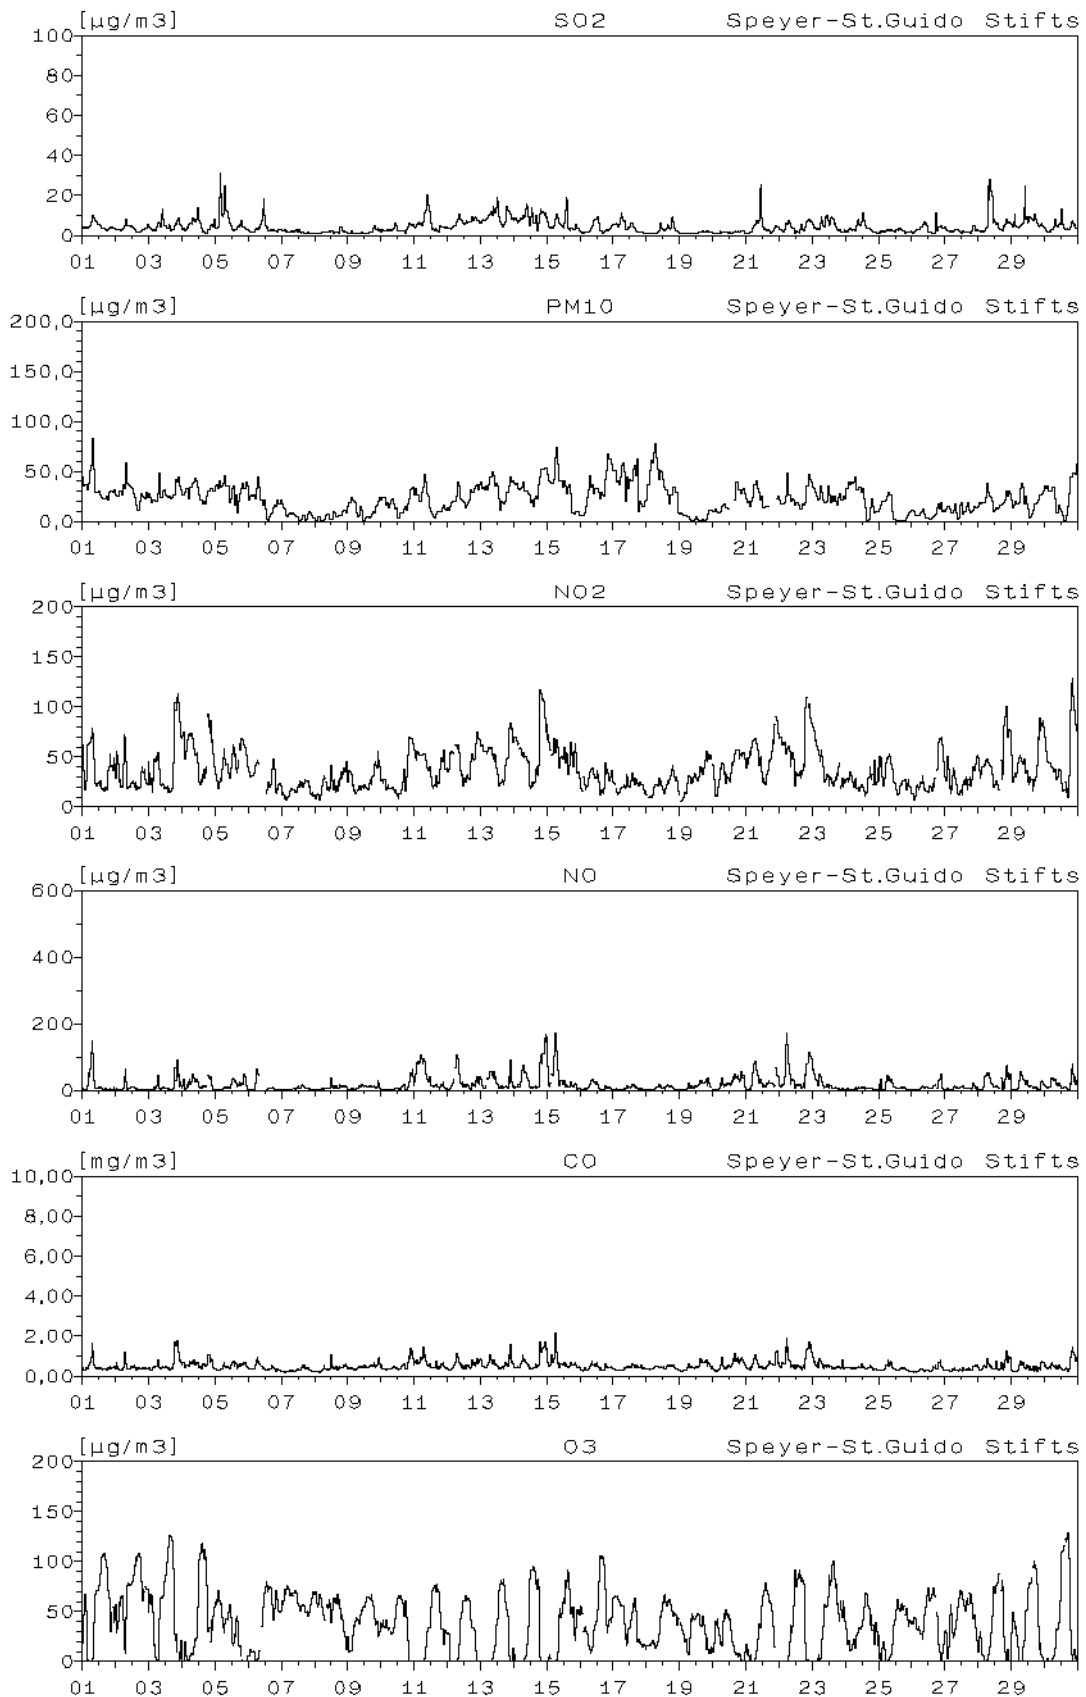 [µg/m3] SO2 Speyer-St.Guido Stifts
100
80
60
40
20
0
01 03 05 07 09 11 13 15 17 19 21 23 25 27 29
[µg/m3] PM10 Speyer-St.Guido Stifts
200,0
150,0
100,0
50,0
0,0
01 03 05 07 09 11 13 15 17 19 21 23 25 27 29
[µg/m3] NO2 Speyer-St.Guido Stifts
200
150
100
50
0
01 03 05 07 09 11 13 15 17 19 21 23 25 27 29
[µg/m3] NO Speyer-St.Guido Stifts
600
400
200
0
01 03 05 07 09 11 13 15 17 19 21 23 25 27 29
[mg/m3] CO Speyer-St.Guido Stifts
10,00
8,00
6,00
4,00
2,00
0,00
01 03 05 07 09 11 13 15 17 19 21 23 25 27 29
[µg/m3] O3 Speyer-St.Guido Stifts
200
150
100
50
0
01 03 05 07 09 11 13 15 17 19 21 23 25 27 29